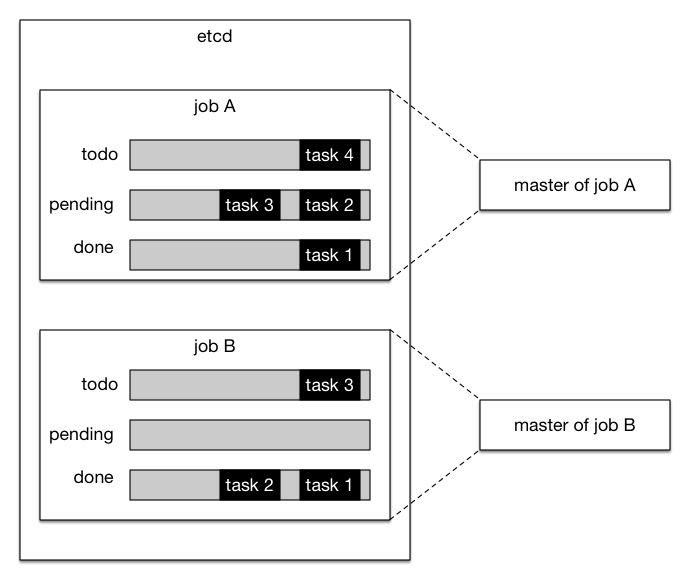 etcd
job A
todo task 4
pending task 3 task 2
done task 1
master of job A
job B
todo task 3
pending
done task 2 task 1
master of job B